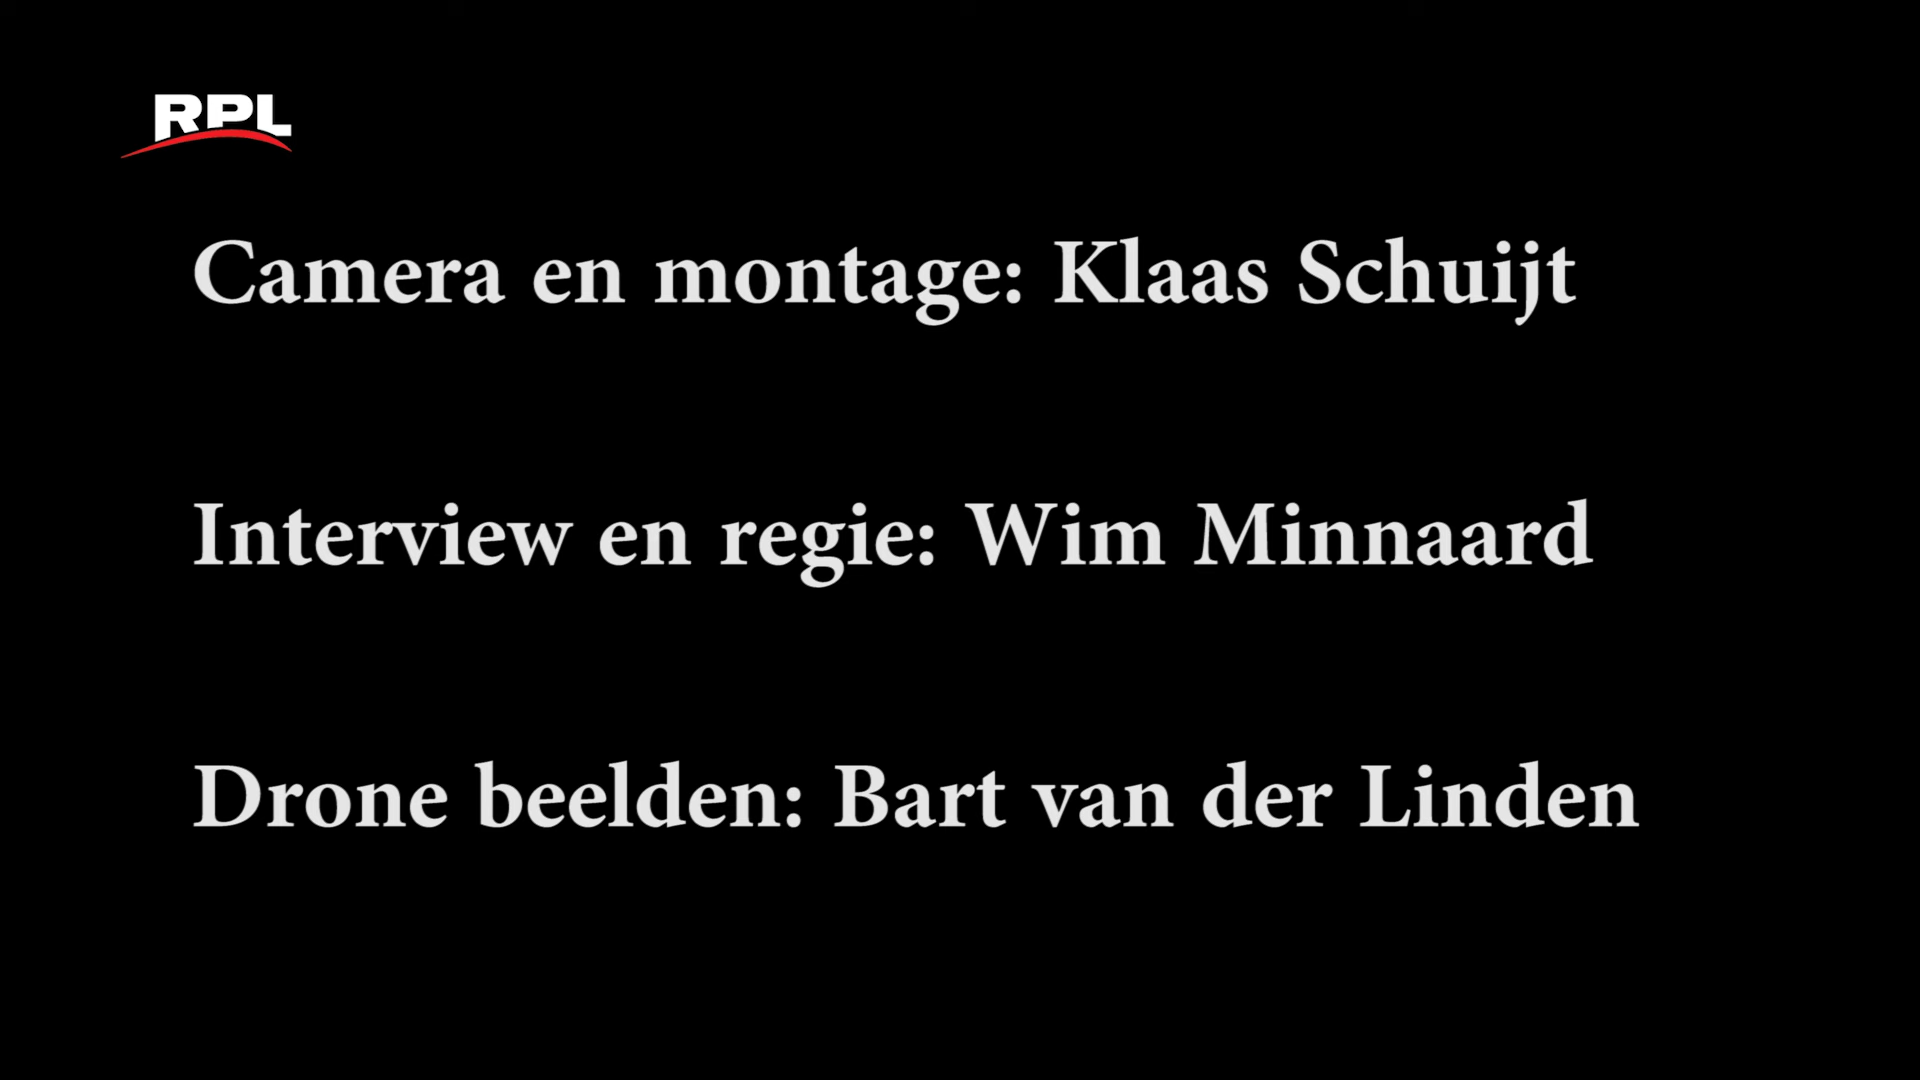 RPL
Camera en montage: Klaas Schuijt
Interview en regie: Wim Minnaard
Drone beelden: Bart van der Linden